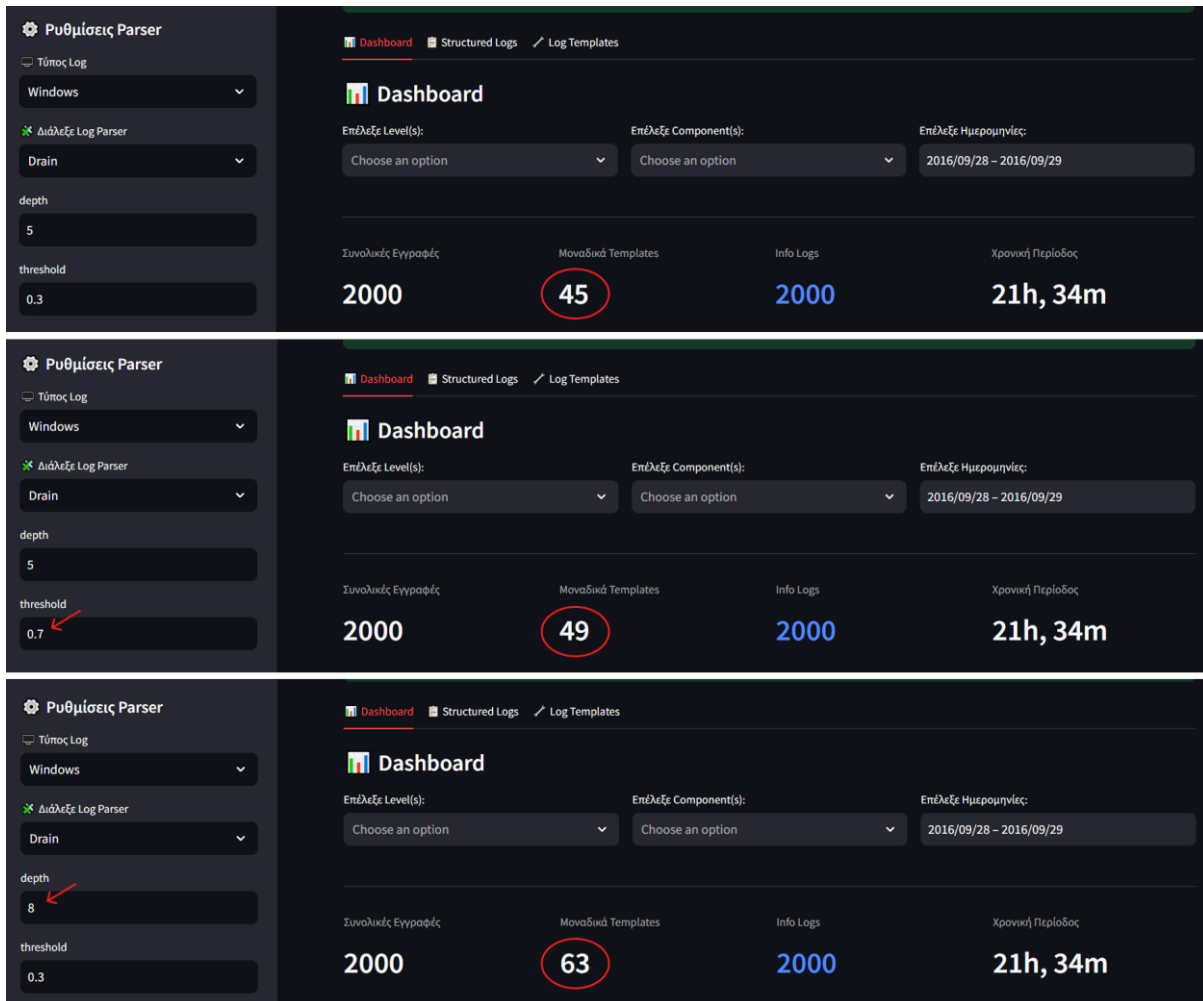 Ρυθμίσεις Parser
Τύπος Log
Windows
Διάλεξε Log Parser
Drain
depth
5
threshold
0.3
Dashboard Structured Logs Log Templates
Dashboard
Επέλεξε Level(s): Επέλεξε Component(s): Επέλεξε Ημερομηνίες:
Choose an option Choose an option 2016/09/28 – 2016/09/29
Συνολικές Εγγραφές Μοναδικά Templates Info Logs Χρονική Περίοδος
2000 45 2000 21h, 34m
Ρυθμίσεις Parser
Τύπος Log
Windows
Διάλεξε Log Parser
Drain
depth
5
threshold
0.7
Dashboard Structured Logs Log Templates
Dashboard
Επέλεξε Level(s): Επέλεξε Component(s): Επέλεξε Ημερομηνίες:
Choose an option Choose an option 2016/09/28 – 2016/09/29
Συνολικές Εγγραφές Μοναδικά Templates Info Logs Χρονική Περίοδος
2000 49 2000 21h, 34m
Ρυθμίσεις Parser
Τύπος Log
Windows
Διάλεξε Log Parser
Drain
depth
8
threshold
0.3
Dashboard Structured Logs Log Templates
Dashboard
Επέλεξε Level(s): Επέλεξε Component(s): Επέλεξε Ημερομηνίες:
Choose an option Choose an option 2016/09/28 – 2016/09/29
Συνολικές Εγγραφές Μοναδικά Templates Info Logs Χρονική Περίοδος
2000 63 2000 21h, 34m